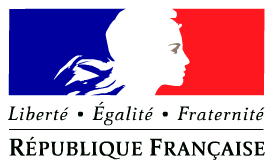 Liberté • Égalité • Fraternité
RÉPUBLIQUE FRANÇAISE